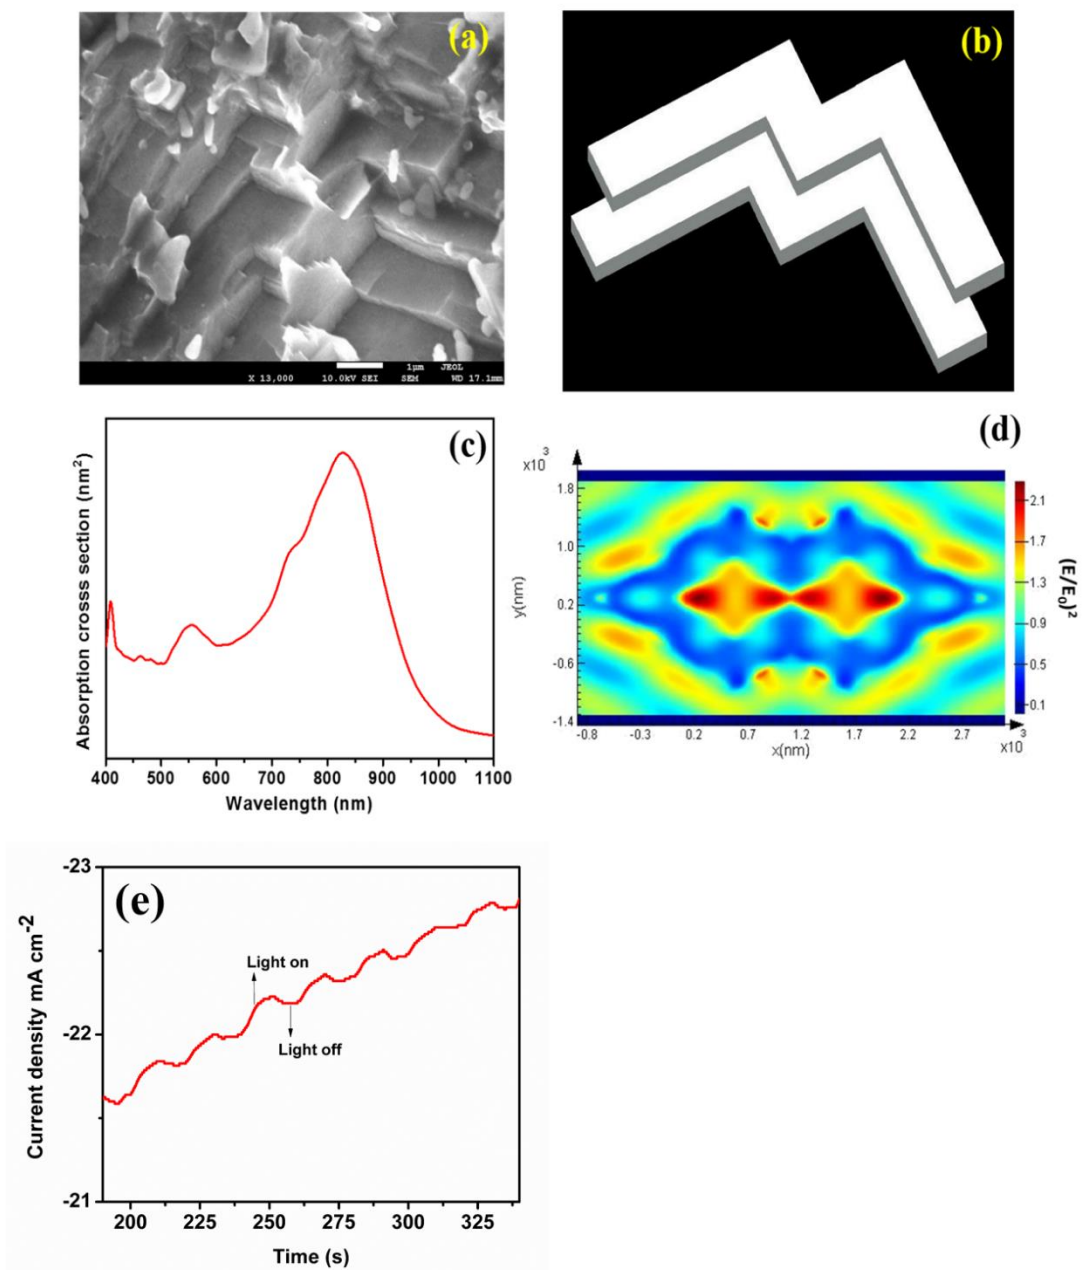 (a)
X 13,000 10.0kV SEI SEM 1μm JEOL WD 17.1mm
(b)
(c)
Absorption crosss section (nm²)
400 500 600 700 800 900 1000 1100
Wavelength (nm)
(d)
x10³
y(nm)
1.8
1.0
0.2
-0.6
-1.4
-0.8 -0.3 0.2 0.7 1.2 1.7 2.2 2.7
x(nm)
x10³
2.1
1.7
1.3
0.9
0.5
0.1
(E/E₀)²
(e)
Current density mA cm-2
-23
-22
-21
Light on
Light off
200 225 250 275 300 325
Time (s)